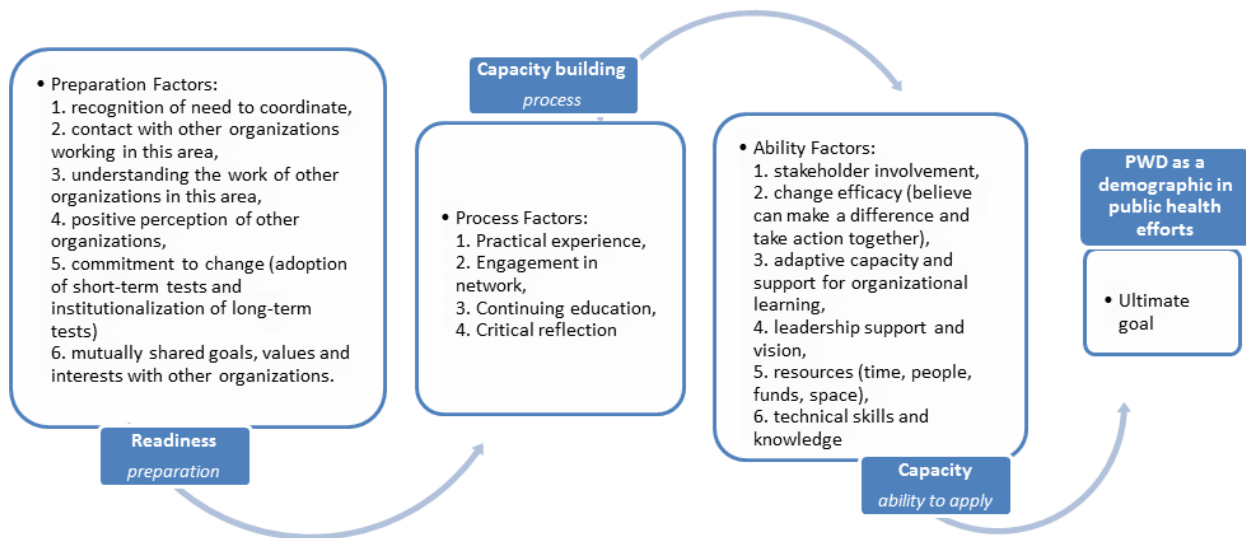 • Preparation Factors:
1. recognition of need to coordinate,
2. contact with other organizations
working in this area,
3. understanding the work of other
organizations in this area,
4. positive perception of other
organizations,
5. commitment to change (adoption
of short-term tests and
institutionalization of long-term
tests)
6. mutually shared goals, values and
interests with other organizations.
Readiness
preparation
Capacity building
process
• Process Factors:
1. Practical experience,
2. Engagement in
network,
3. Continuing education,
4. Critical reflection
• Ability Factors:
1. stakeholder involvement,
2. change efficacy (believe
can make a difference and
take action together),
3. adaptive capacity and
support for organizational
learning,
4. leadership support and
vision,
5. resources (time, people,
funds, space),
6. technical skills and
knowledge
Capacity
ability to apply
PWD as a
demographic in
public health
efforts
• Ultimate
goal